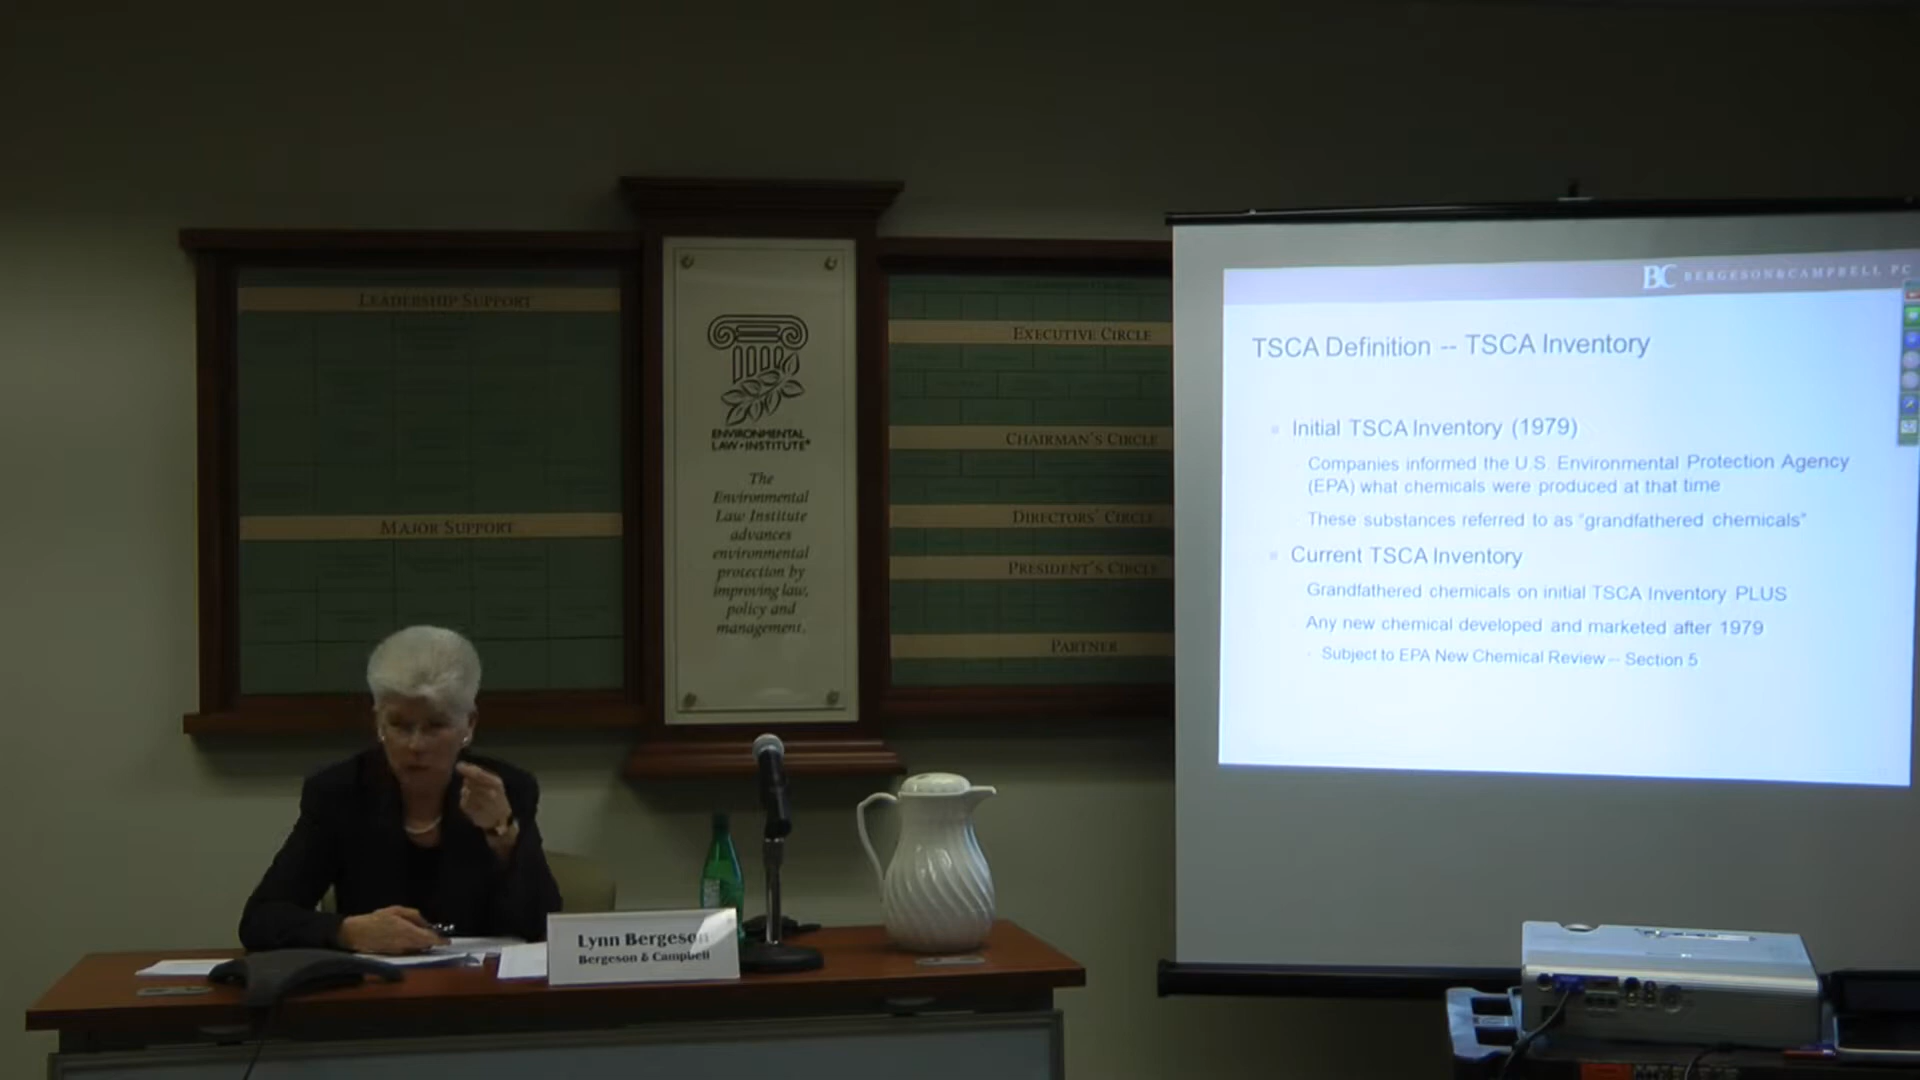 LEADERSHIP SUPPORT
MAJOR SUPPORT
ENVIRONMENTAL
LAW•INSTITUTE®
The
Environmental
Law Institute
advances
environmental
protection by
improving law,
policy and
management.
EXECUTIVE CIRCLE
CHAIRMAN'S CIRCLE
DIRECTORS' CIRCLE
PRESIDENT'S CIRCLE
PARTNER
BC BERGESON&CAMPBELL PC
TSCA Definition -- TSCA Inventory
Initial TSCA Inventory (1979)
Companies informed the U.S. Environmental Protection Agency
(EPA) what chemicals were produced at that time
These substances referred to as "grandfathered chemicals"
Current TSCA Inventory
Grandfathered chemicals on initial TSCA Inventory PLUS
Any new chemical developed and marketed after 1979
Subject to EPA New Chemical Review -- Section 5
Lynn Bergeson
Bergeson & Campbell